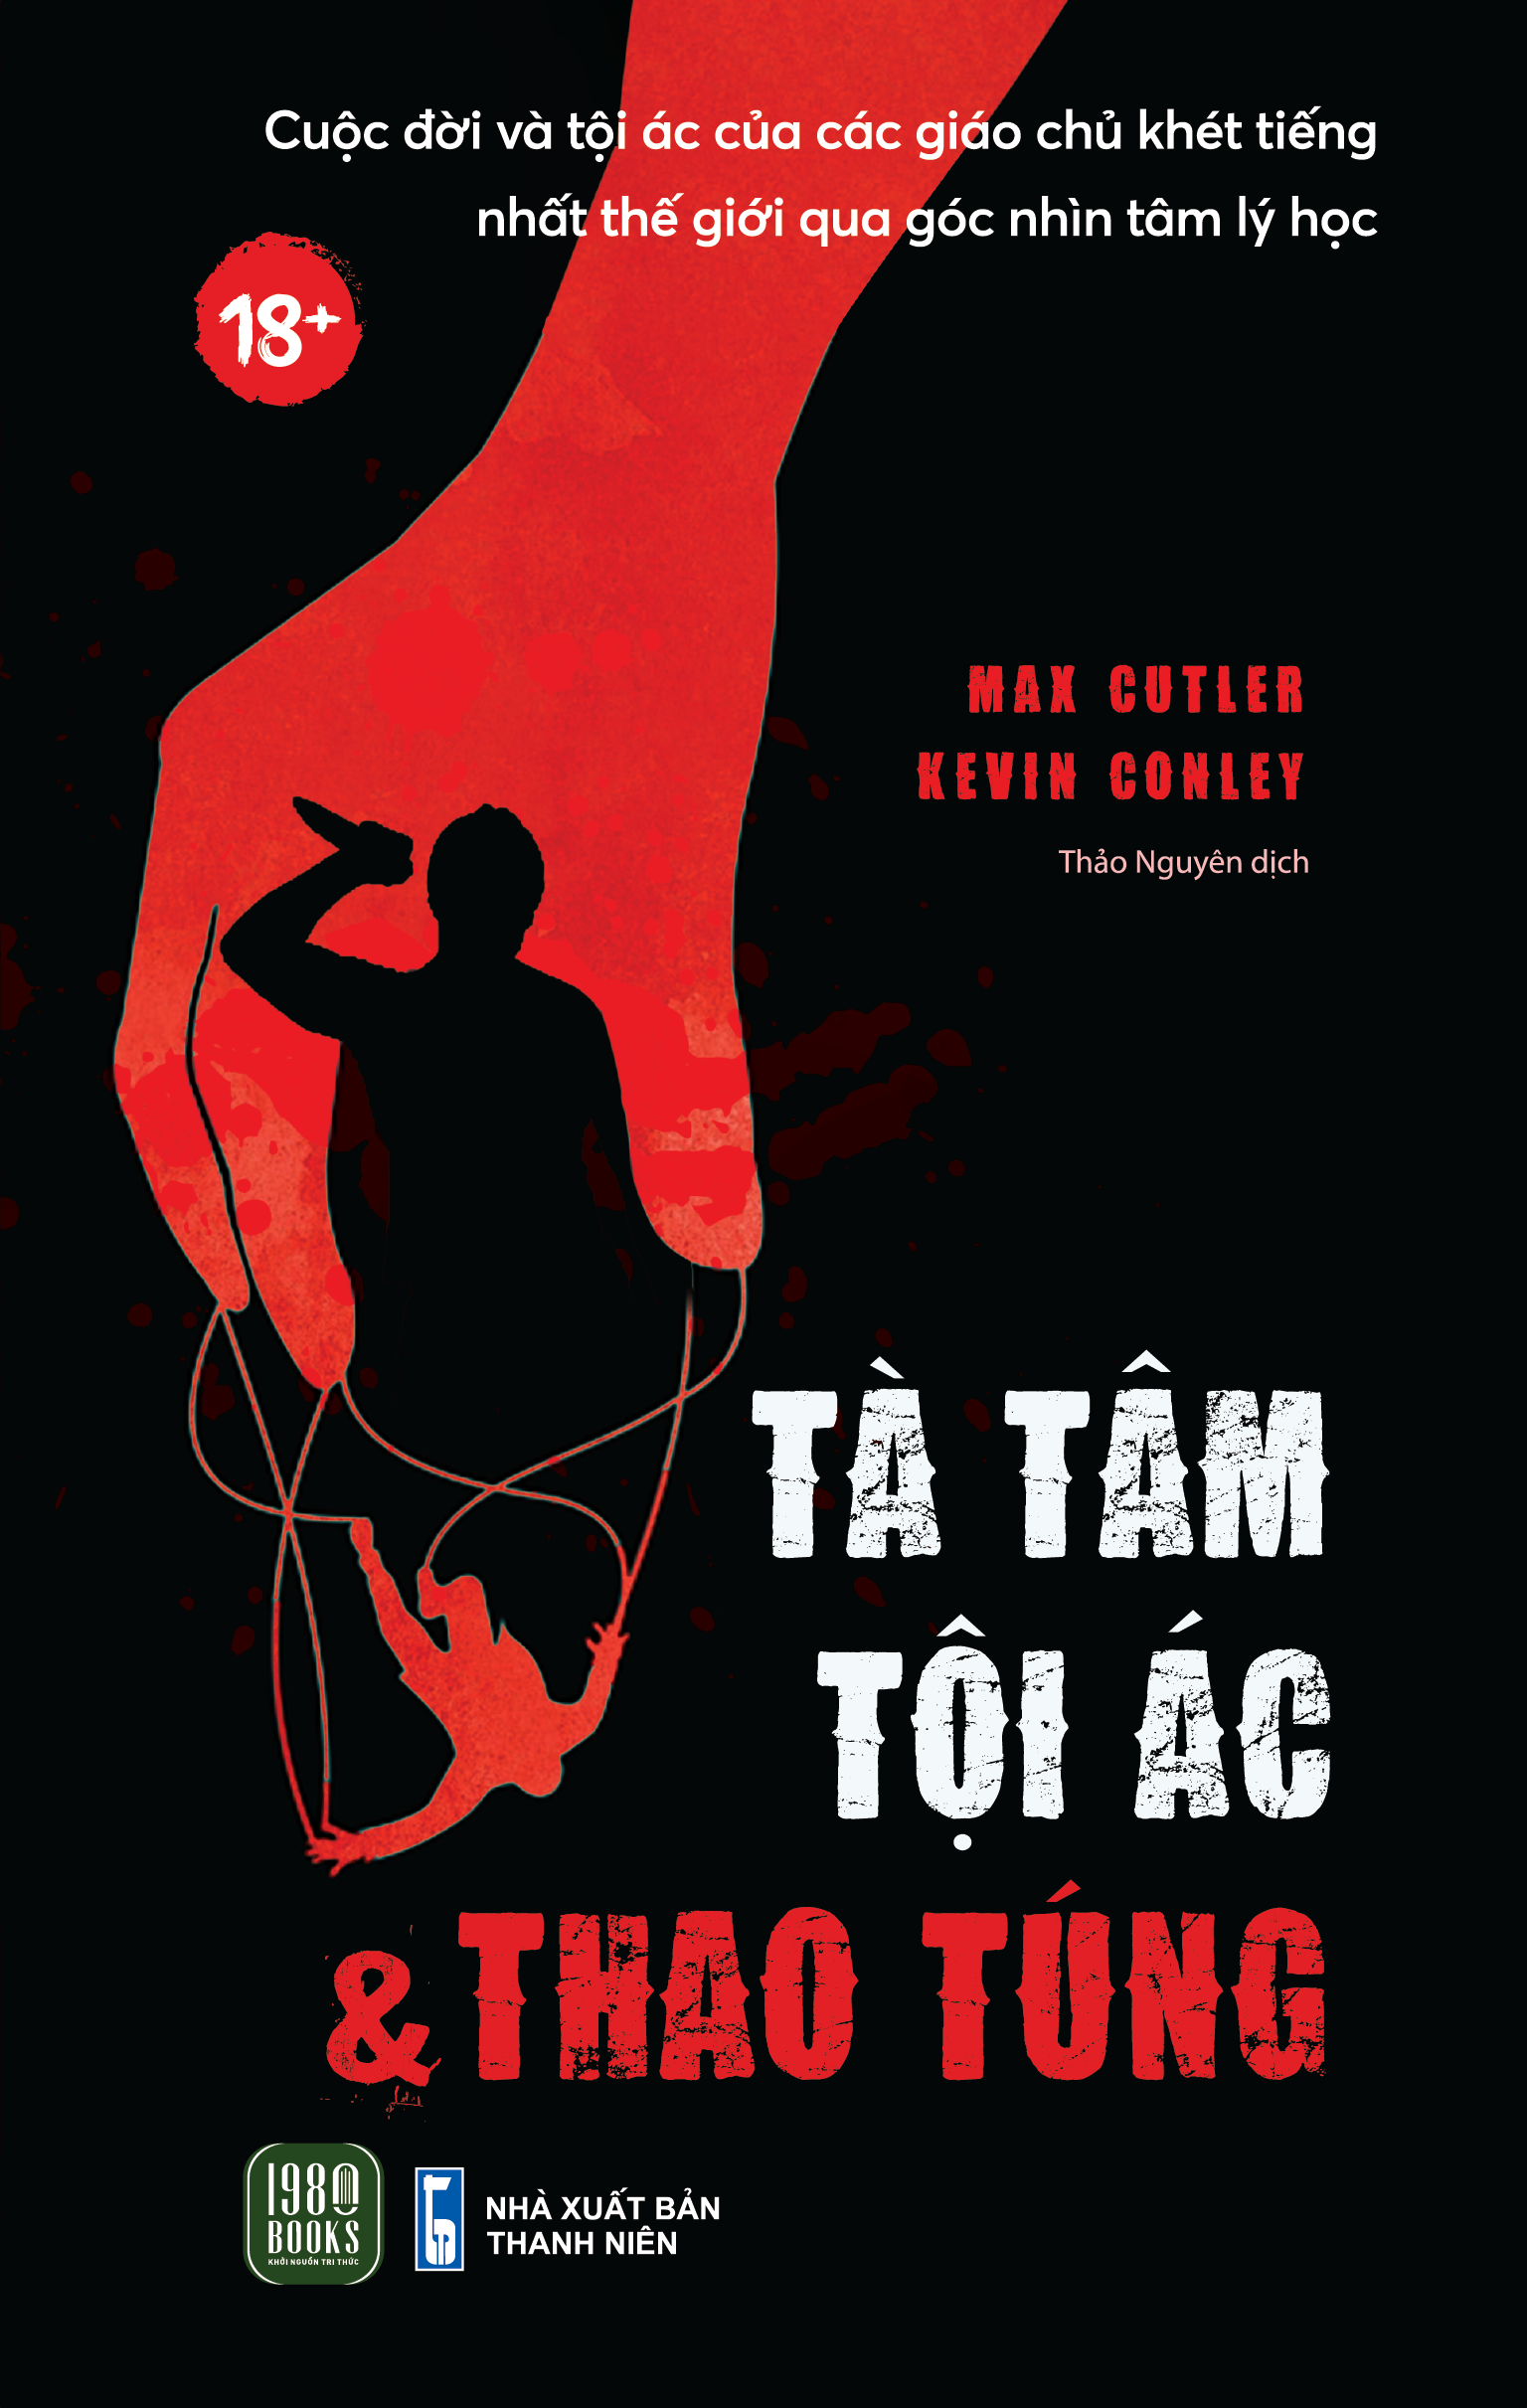 Cuộc đời và tội ác của các giáo chủ khét tiếng
nhất thế giới qua góc nhìn tâm lý học
18+
MAX CUTLER
KEVIN CONLEY
Thảo Nguyên dịch
TÀ TÂM
TỘI ÁC
& THAO TÚNG
1980
BOOKS
KHƠI NGUỒN TRI THỨC
NHÀ XUẤT BẢN
THANH NIÊN